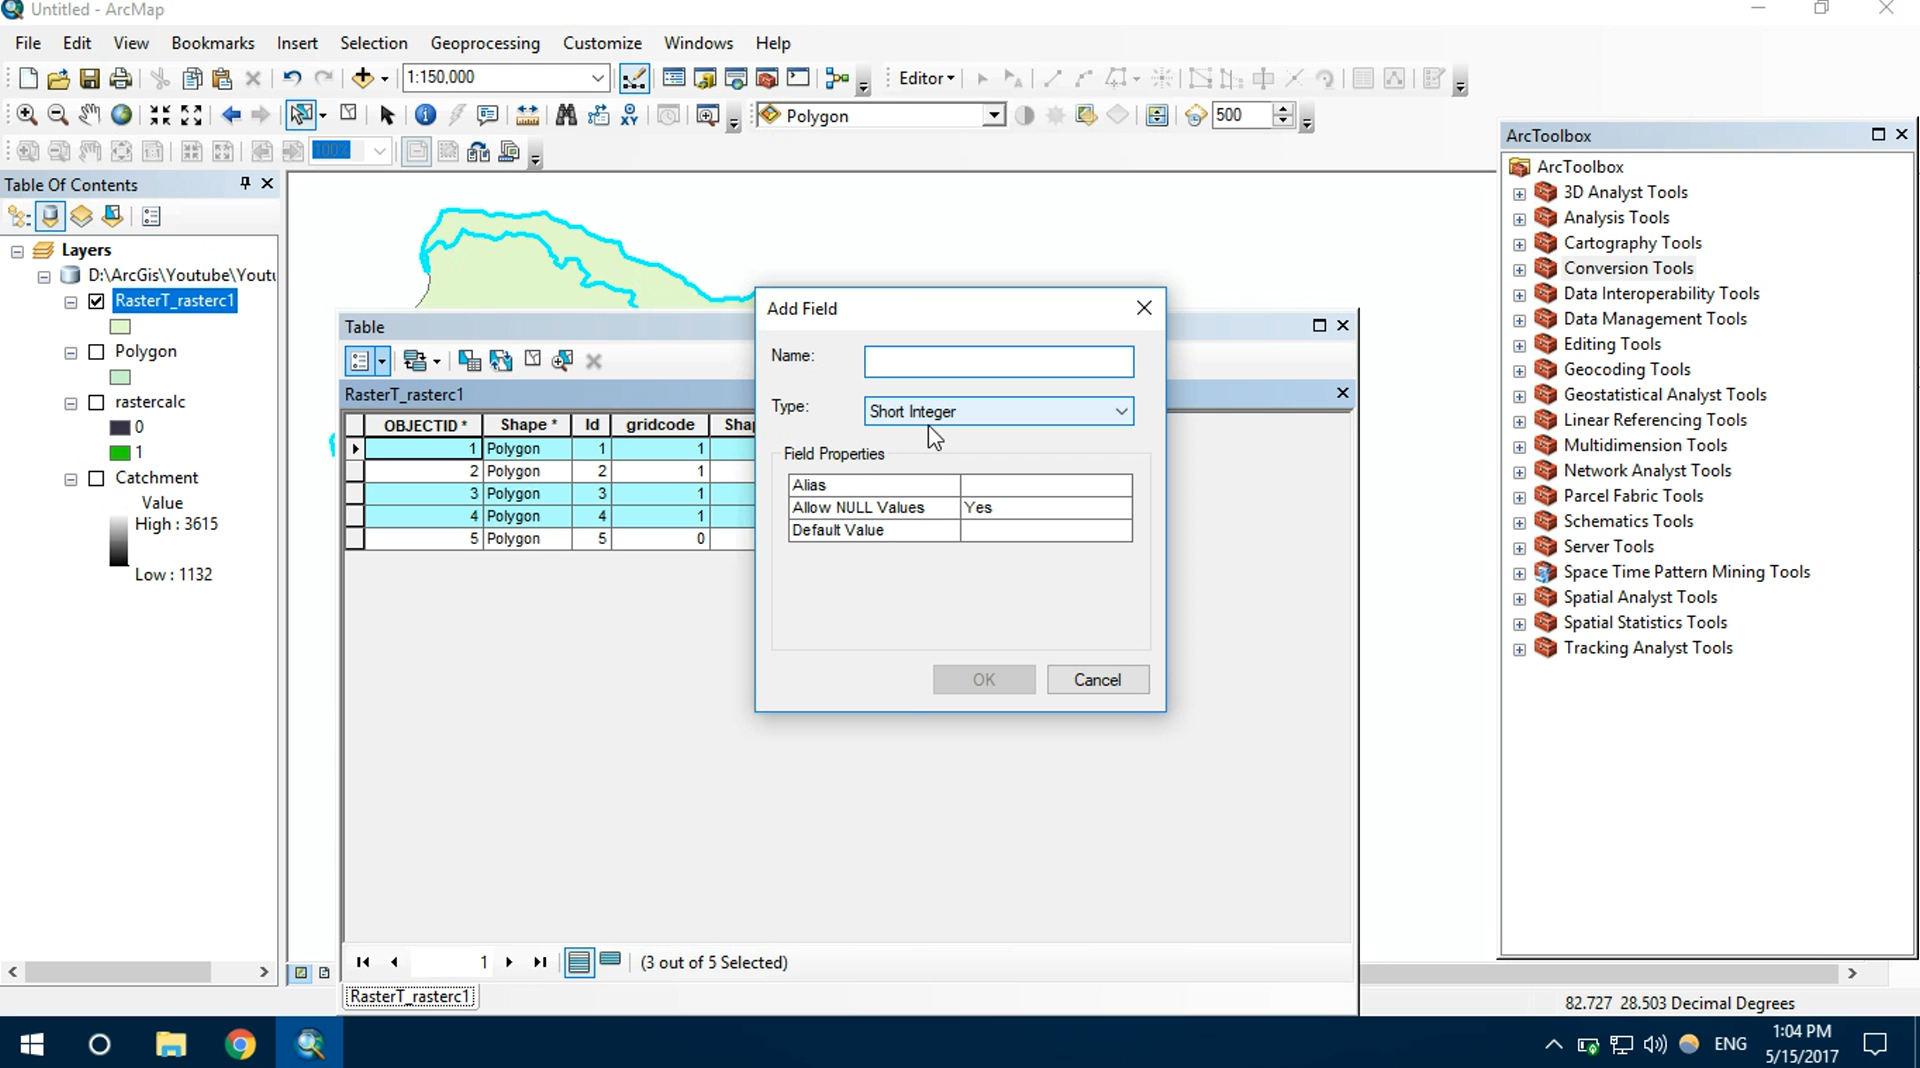 Untitled - ArcMap
File Edit View Bookmarks Insert Selection Geoprocessing Customize Windows Help
1:150,000
Editor
Polygon
500
100%
Table Of Contents
Layers
D:\ArcGis\Youtube\Youtu
RasterT_rasterc1
Polygon
rastercalc
0
1
Catchment
Value
High : 3615
Low : 1132
Table
RasterT_rasterc1
OBJECTID * Shape * Id gridcode Shap
1 Polygon 1 1
2 Polygon 2 1
3 Polygon 3 1
4 Polygon 4 1
5 Polygon 5 0
1
(3 out of 5 Selected)
RasterT_rasterc1
Add Field
Name:
Type: Short Integer
Field Properties
Alias
Allow NULL Values Yes
Default Value
OK Cancel
ArcToolbox
ArcToolbox
3D Analyst Tools
Analysis Tools
Cartography Tools
Conversion Tools
Data Interoperability Tools
Data Management Tools
Editing Tools
Geocoding Tools
Geostatistical Analyst Tools
Linear Referencing Tools
Multidimension Tools
Network Analyst Tools
Parcel Fabric Tools
Schematics Tools
Server Tools
Space Time Pattern Mining Tools
Spatial Analyst Tools
Spatial Statistics Tools
Tracking Analyst Tools
82.727 28.503 Decimal Degrees
ENG
1:04 PM
5/15/2017